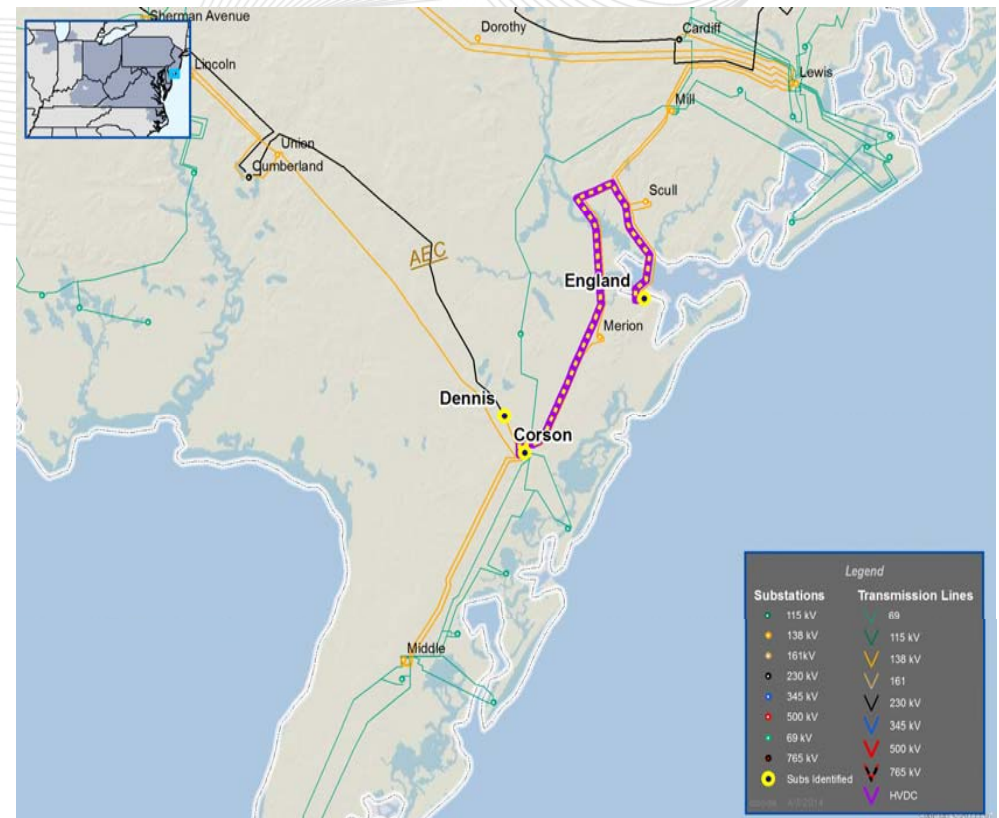 Sherman Avenue
Dorothy
Cardiff
Lincoln
Lewis
Mill
Union
Cumberland
Scull
AEC
England
Merion
Dennis
Corson
Middle
Legend
Substations Transmission Lines
115 kV 69
138 kV 115 kV
161kV 138 kV
230 kV 161
345 kV 230 kV
500 kV 345 kV
69 kV 500 kV
765 kV 765 kV
Subs Identified HVDC